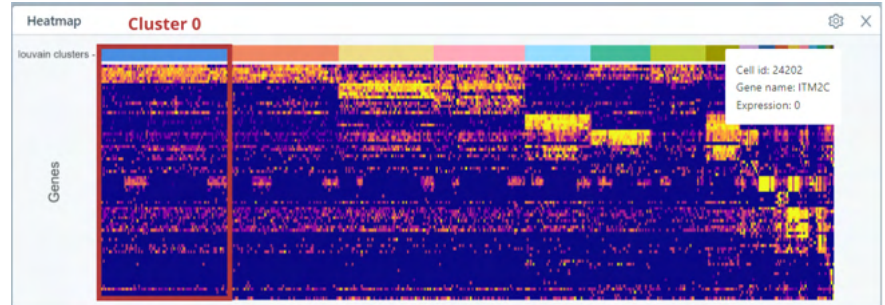 Heatmap
Cluster 0
louvain clusters -
Cell id: 24202
Gene name: ITM2C
Expression: 0
Genes